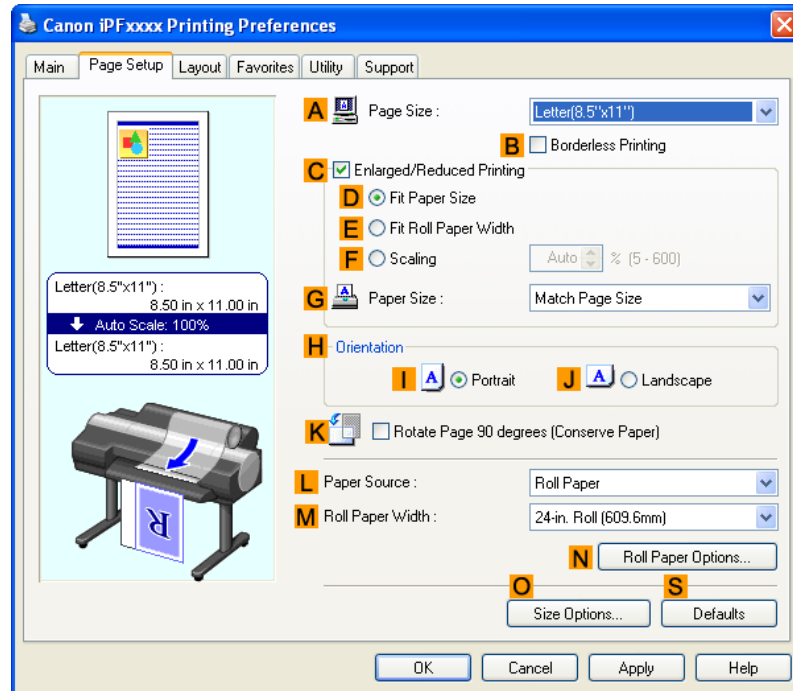 Canon iPFxxxx Printing Preferences
Main Page Setup Layout Favorites Utility Support
A Page Size : Letter(8.5"x11")
B Borderless Printing
C Enlarged/Reduced Printing
D Fit Paper Size
E Fit Roll Paper Width
F Scaling Auto % (5 - 600)
G A Paper Size : Match Page Size
Letter(8.5"x11") :
8.50 in x 11.00 in
Auto Scale: 100%
Letter(8.5"x11") :
8.50 in x 11.00 in
H Orientation
I A Portrait J A Landscape
K Rotate Page 90 degrees (Conserve Paper)
L Paper Source : Roll Paper
M Roll Paper Width : 24-in. Roll (609.6mm)
N Roll Paper Options...
O S
Size Options... Defaults
R
OK Cancel Apply Help